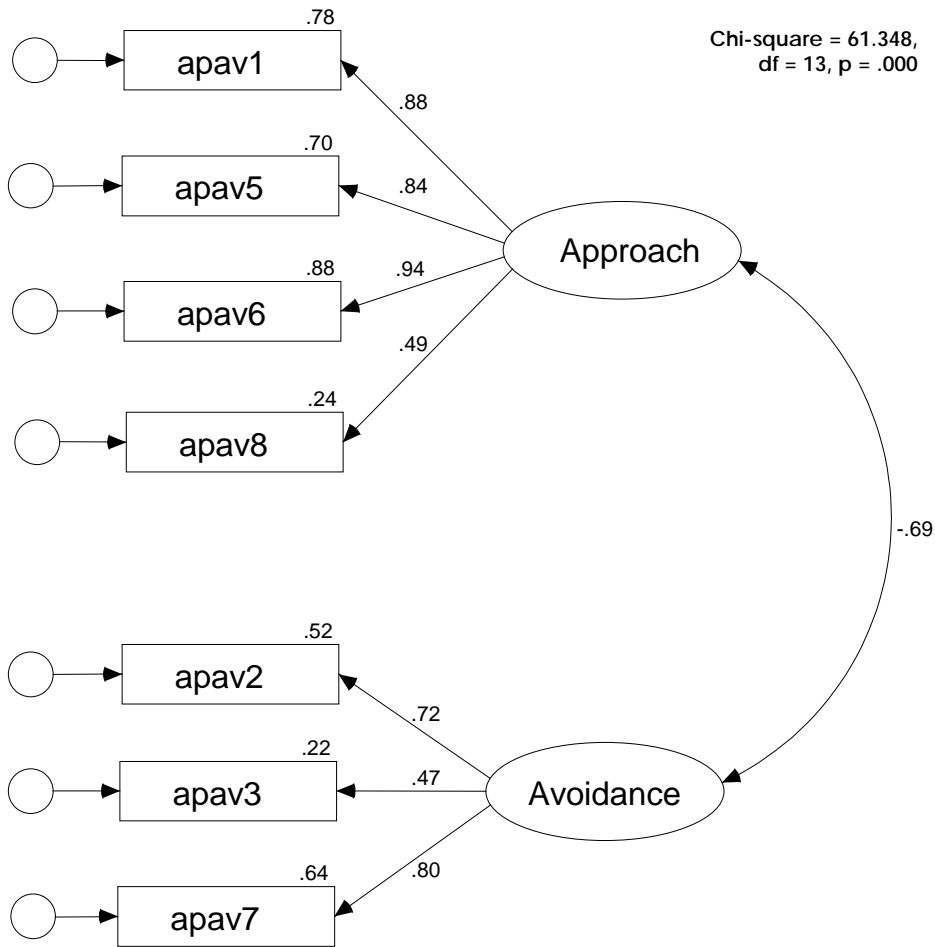 .78
Chi-square = 61.348,
df = 13, p = .000
apav1
.88
.70
apav5
.84
Approach
.88
.94
apav6
.49
.24
apav8
-.69
.52
apav2
.72
.22
.47
apav3
Avoidance
.64
.80
apav7